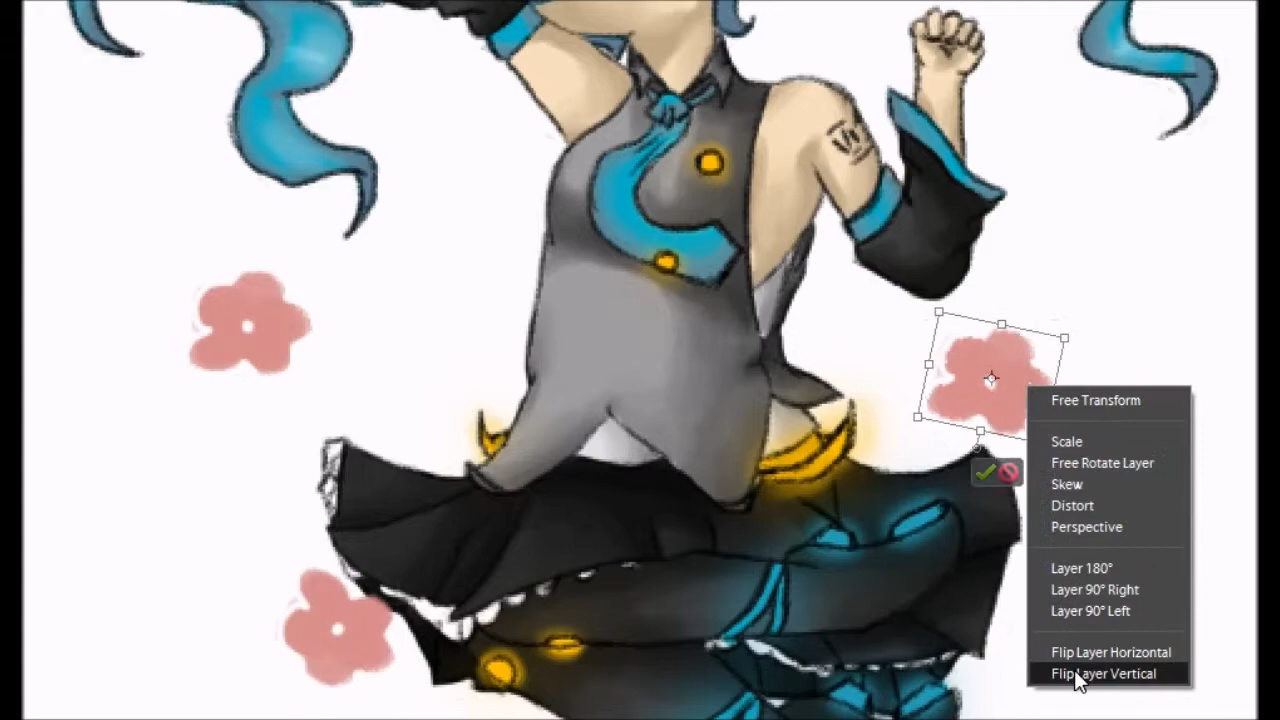 Free Transform
Scale
Free Rotate Layer
Skew
Distort
Perspective
Layer 180°
Layer 90° Right
Layer 90° Left
Flip Layer Horizontal
Flip Layer Vertical